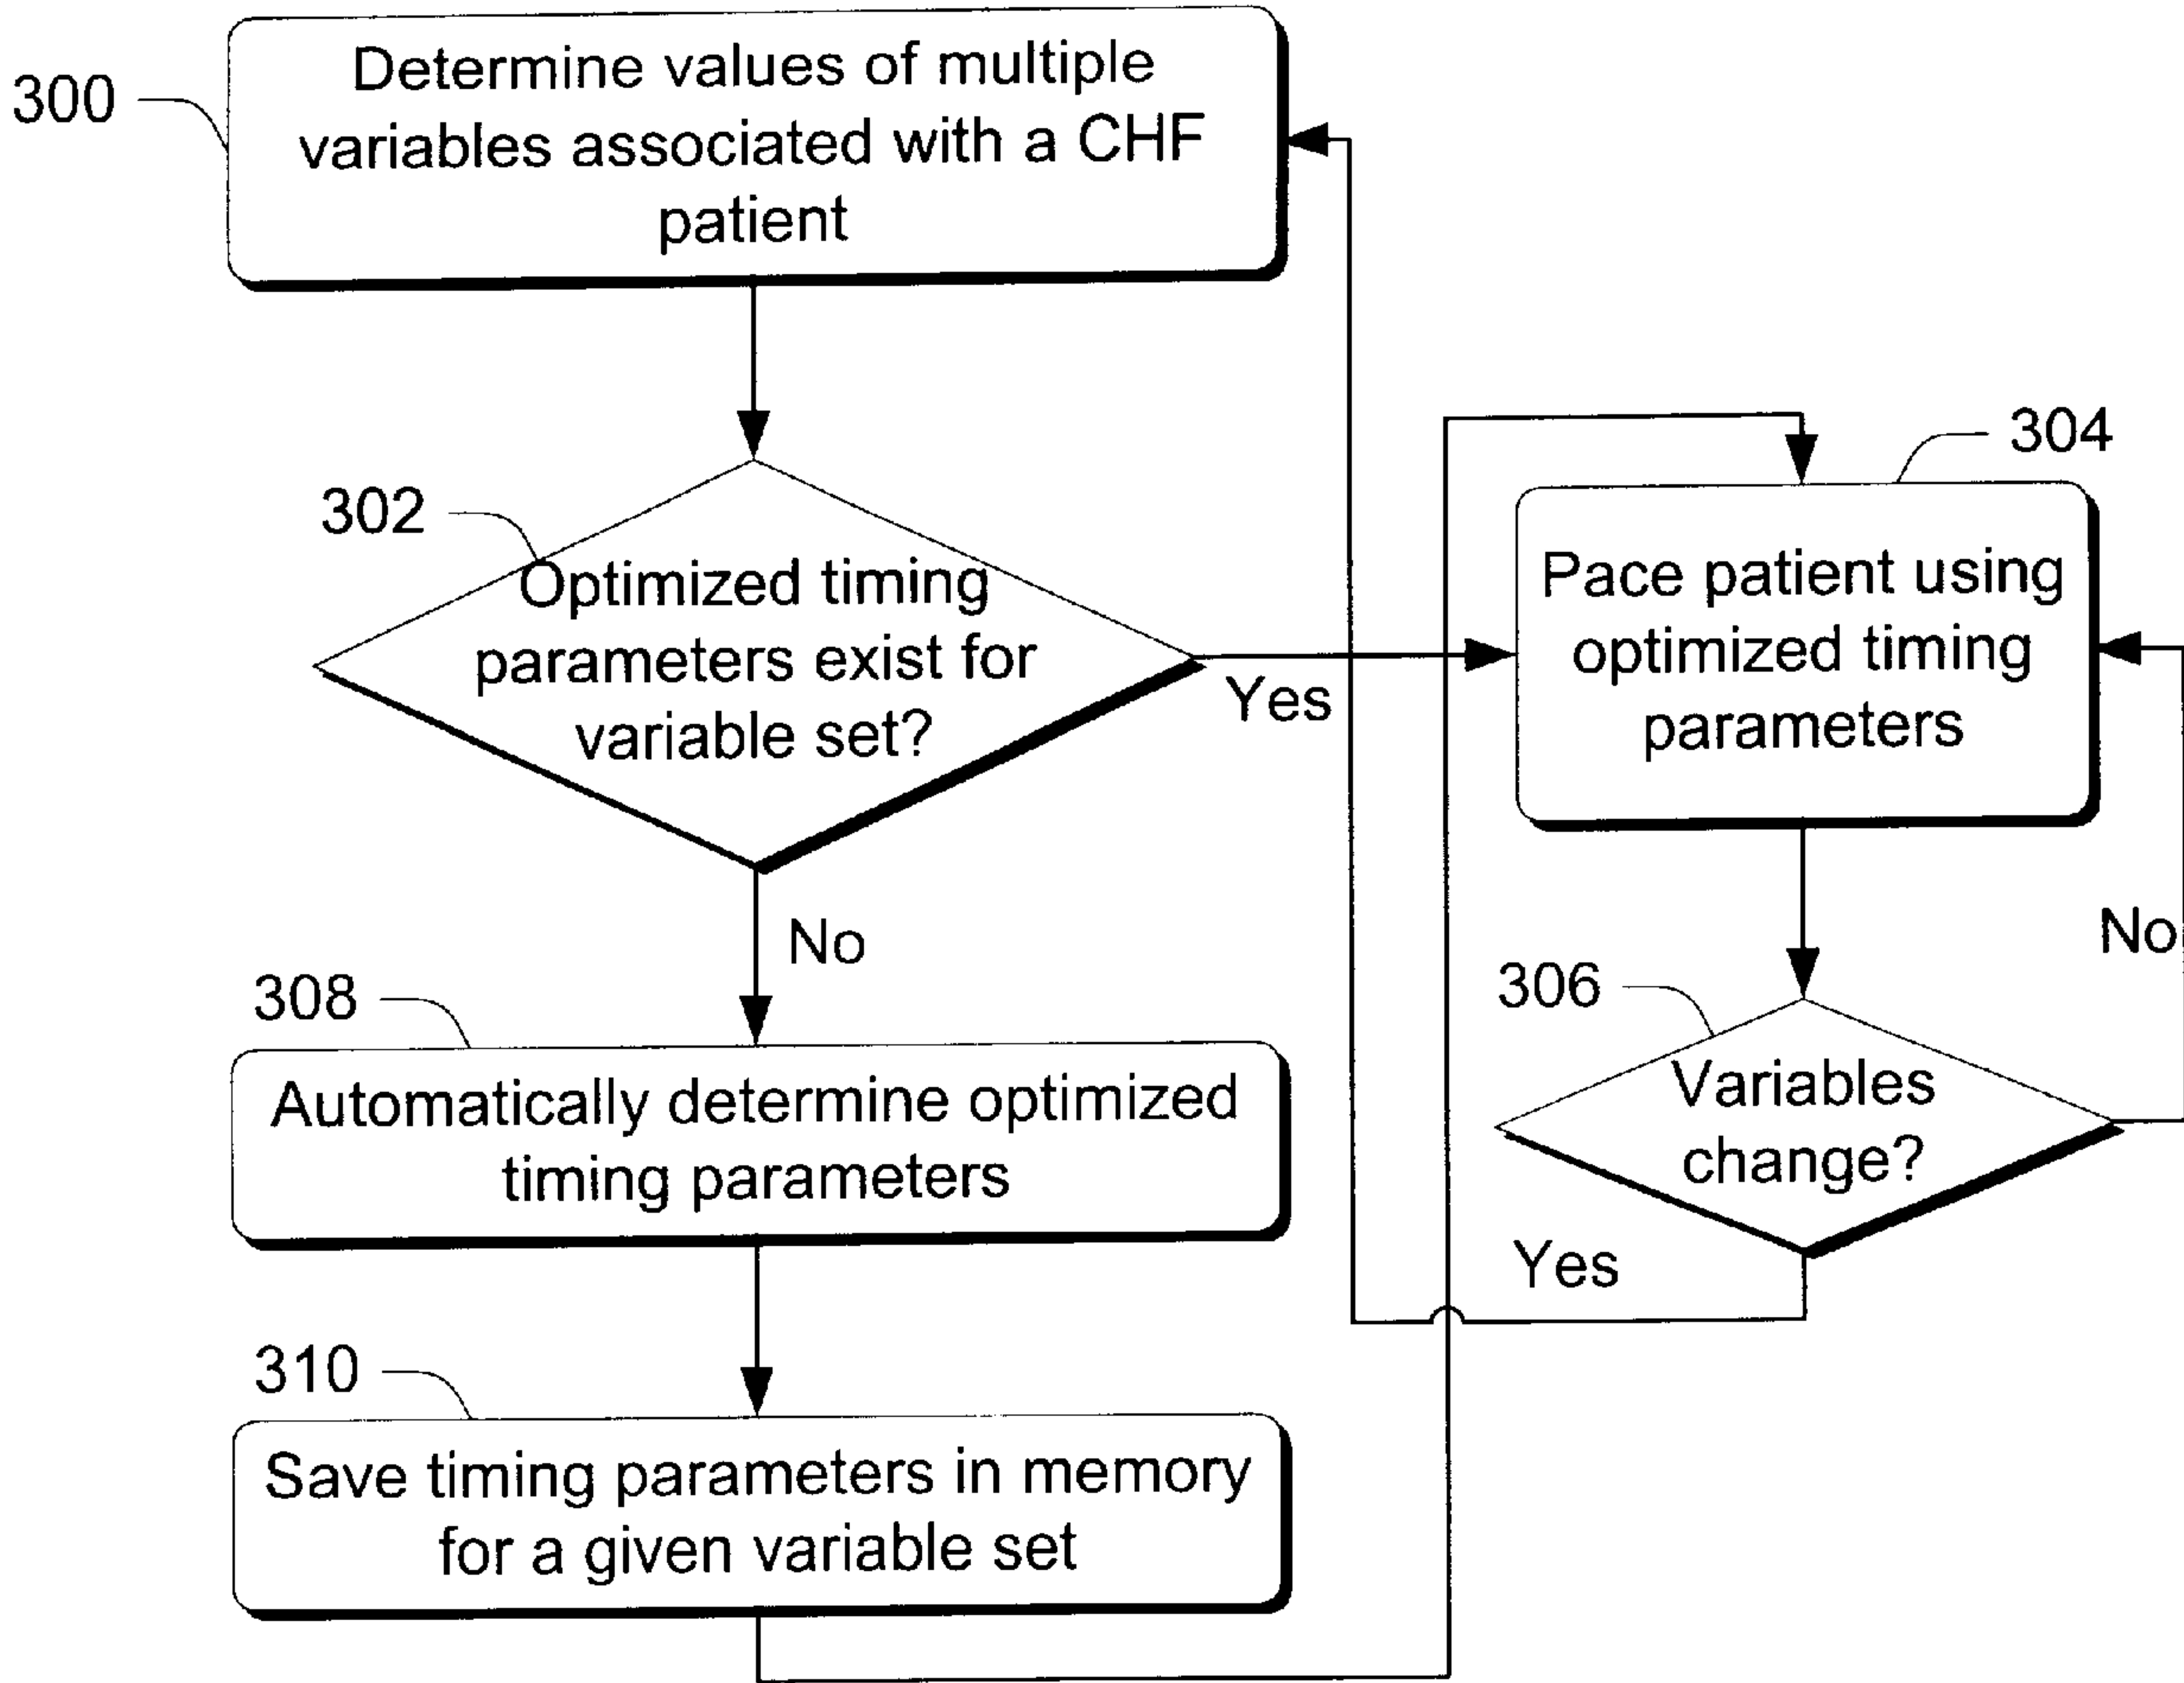 300
Determine values of multiple
variables associated with a CHF
patient
302
Optimized timing
parameters exist for
variable set?
Yes
No
304
Pace patient using
optimized timing
parameters
306
Variables
change?
No
Yes
308
Automatically determine optimized
timing parameters
310
Save timing parameters in memory
for a given variable set